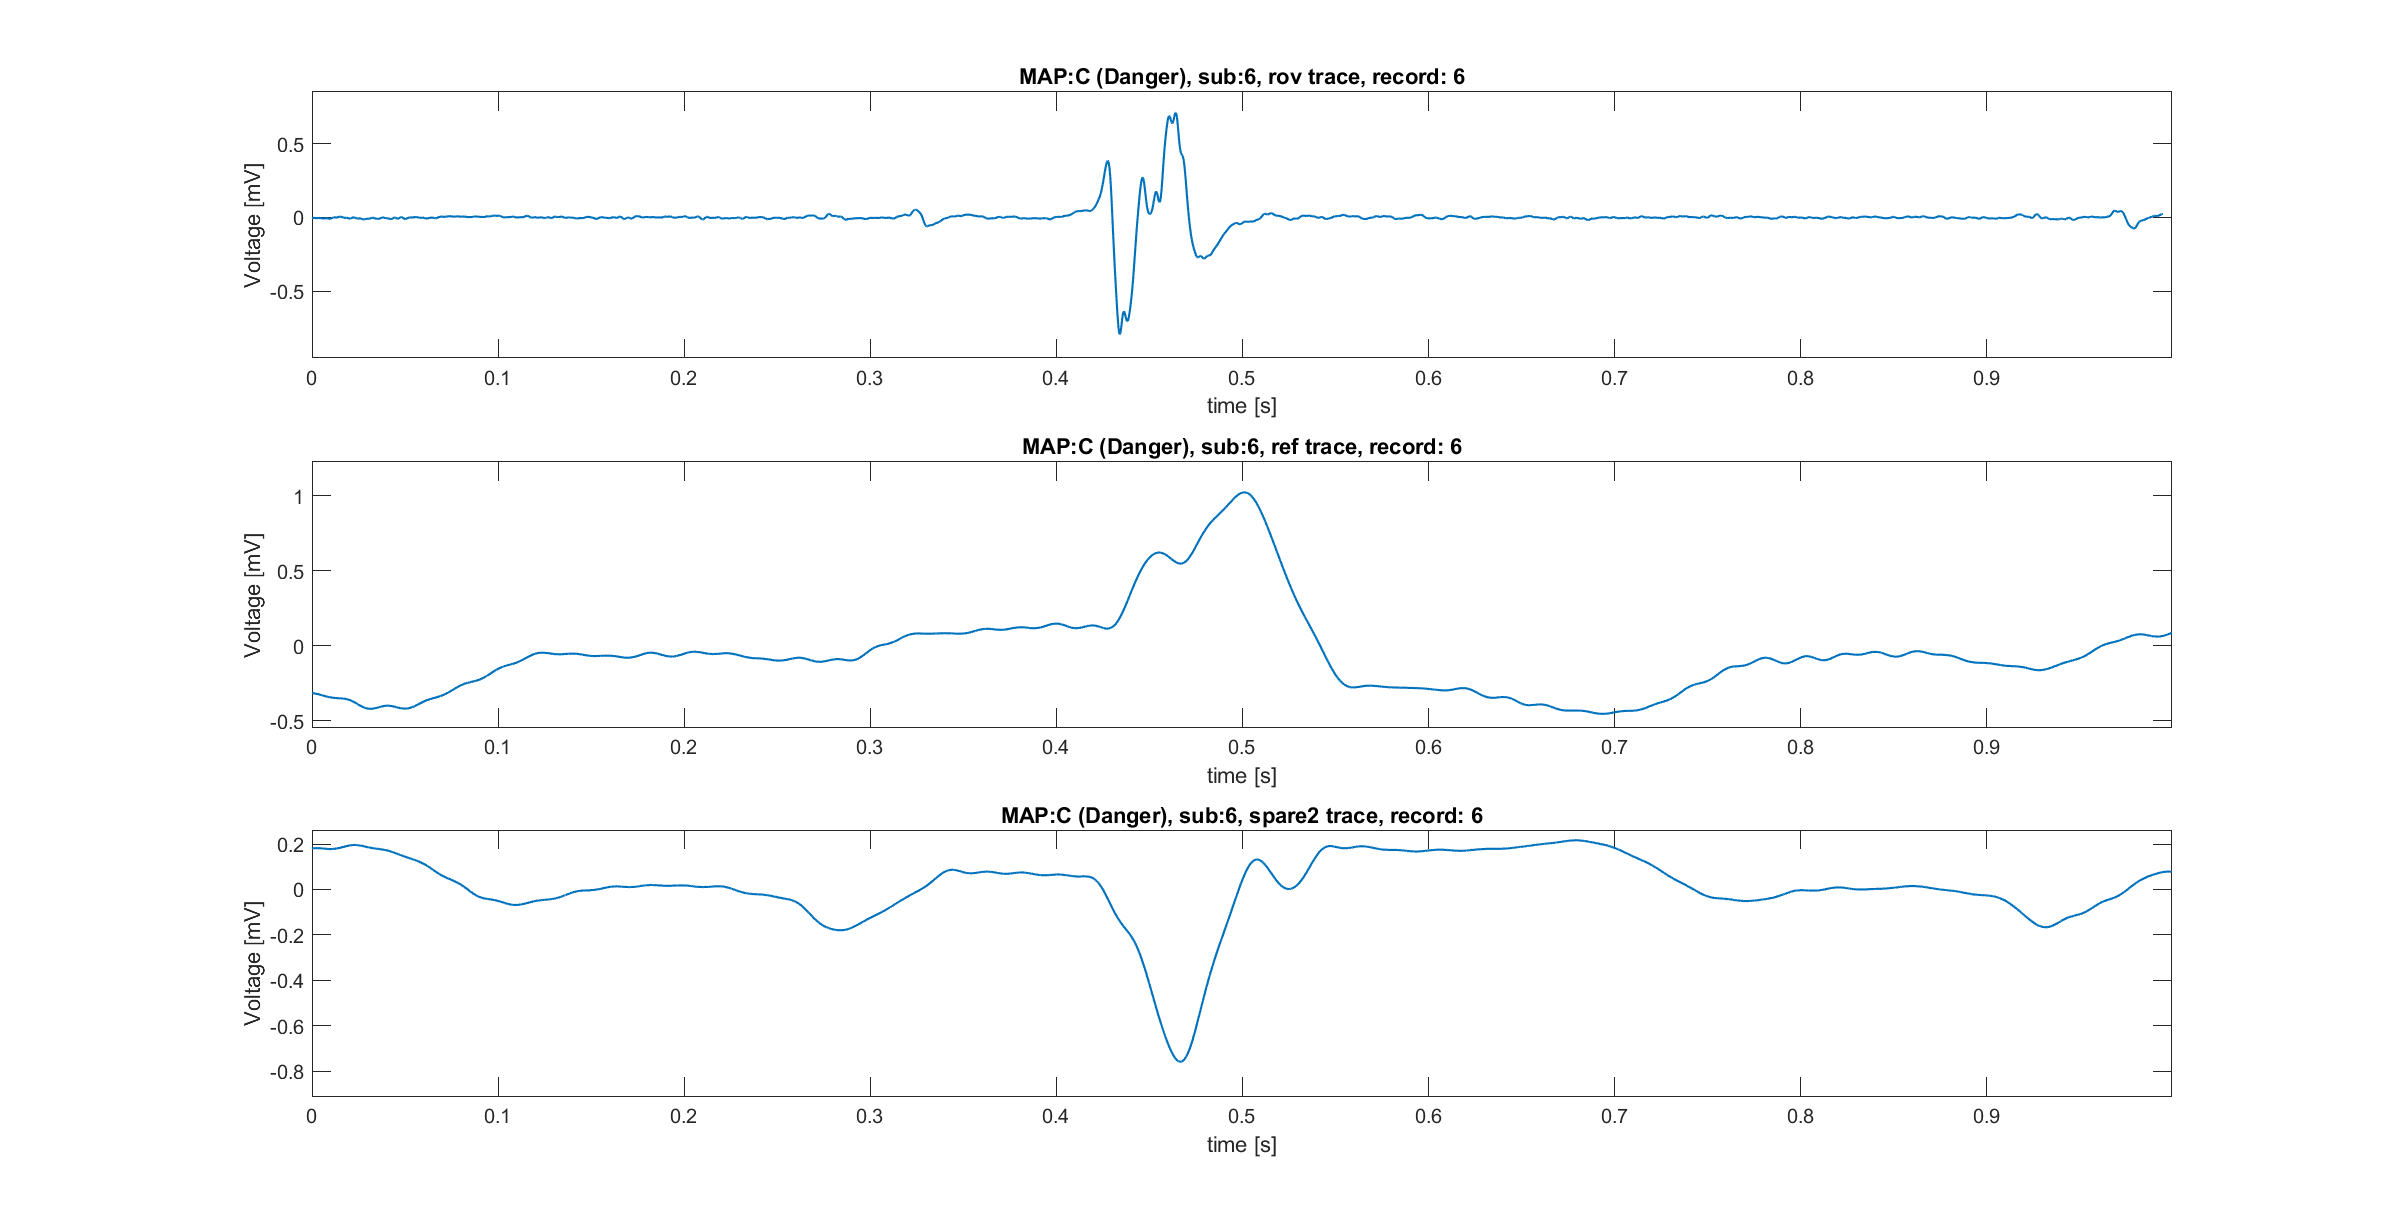 MAP:C (Danger), sub:6, rov trace, record: 6
Voltage [mV]
0.5
0
-0.5
0 0.1 0.2 0.3 0.4 0.5 0.6 0.7 0.8 0.9
time [s]
MAP:C (Danger), sub:6, ref trace, record: 6
Voltage [mV]
1
0.5
0
-0.5
0 0.1 0.2 0.3 0.4 0.5 0.6 0.7 0.8 0.9
time [s]
MAP:C (Danger), sub:6, spare2 trace, record: 6
Voltage [mV]
0.2
0
-0.2
-0.4
-0.6
-0.8
0 0.1 0.2 0.3 0.4 0.5 0.6 0.7 0.8 0.9
time [s]